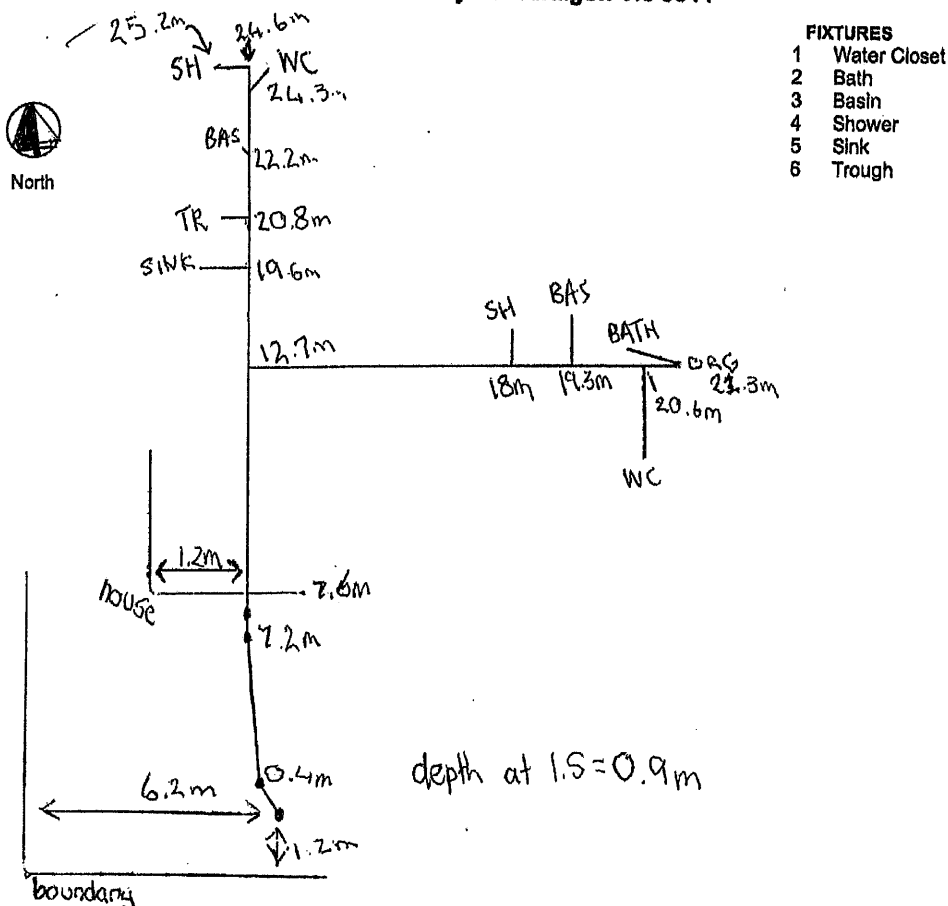 25.2m
24.6m
SH
WC
24.3m
BAS
22.2m
TR
20.8m
SINK
19.6m
North
FIXTURES
1 Water Closet
2 Bath
3 Basin
4 Shower
5 Sink
6 Trough
12.7m
SH
BAS
BATH
ORG
18m
19.3m
21.3m
20.6m
WC
1.2m
house
7.6m
7.2m
0.4m
6.2m
depth at I.S=0.9m
1.2m
boundary